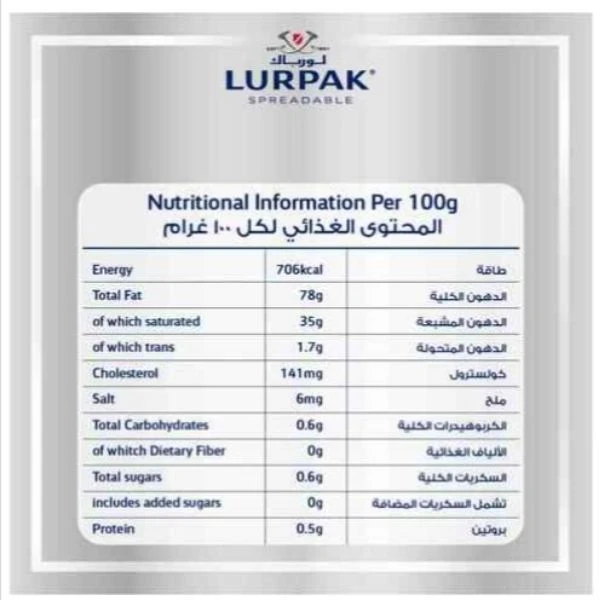 لورباك
LURPAK®
SPREADABLE
Nutritional Information Per 100g
المحتوى الغذائي لكل ١٠٠ غرام
Energy 706kcal طاقة
Total Fat 78g الدهون الكلية
of which saturated 35g الدهون المشبعة
of which trans 1.7g الدهون المتحولة
Cholesterol 141mg كولسترول
Salt 6mg ملح
Total Carbohydrates 0.6g الكربوهيدرات الكلية
of whitch Dietary Fiber 0g الألياف الغذائية
Total sugars 0.6g السكريات الكلية
includes added sugars 0g تشمل السكريات المضافة
Protein 0.5g بروتين